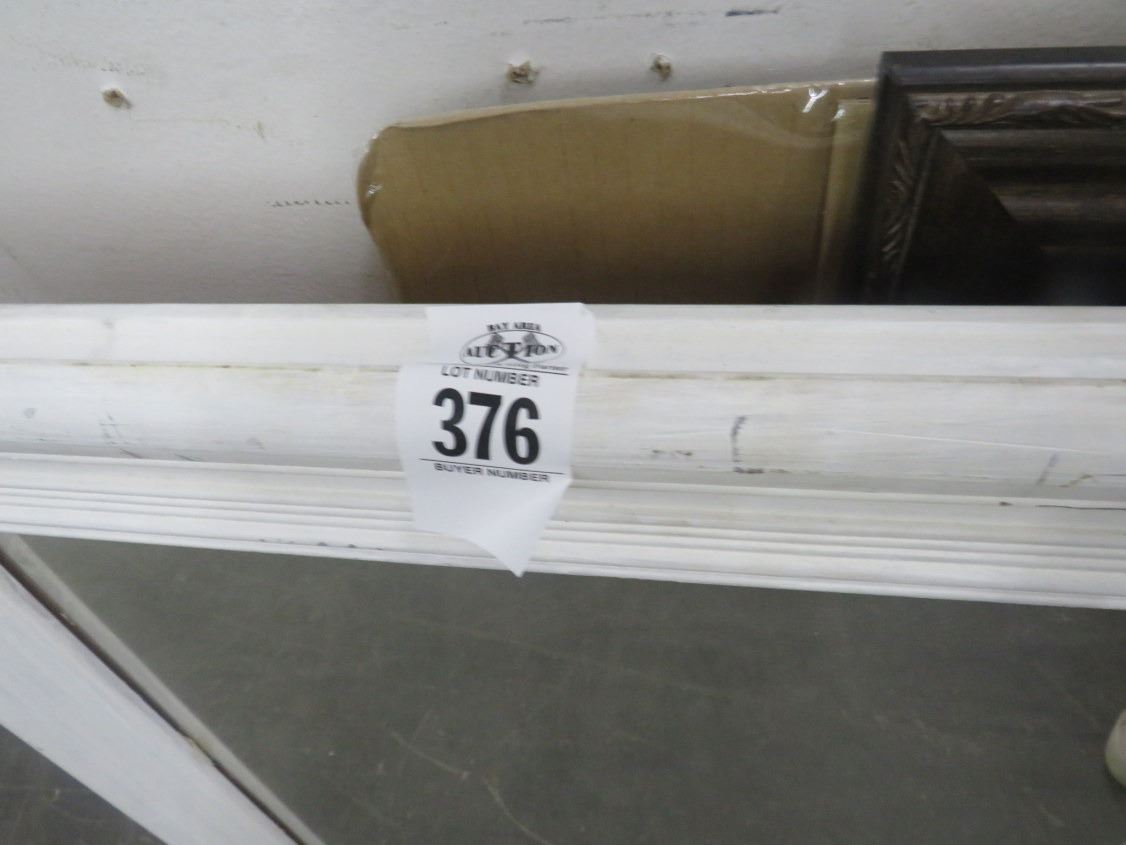 BAY AREA
AUCTION
LOT NUMBER
376
BUYER NUMBER